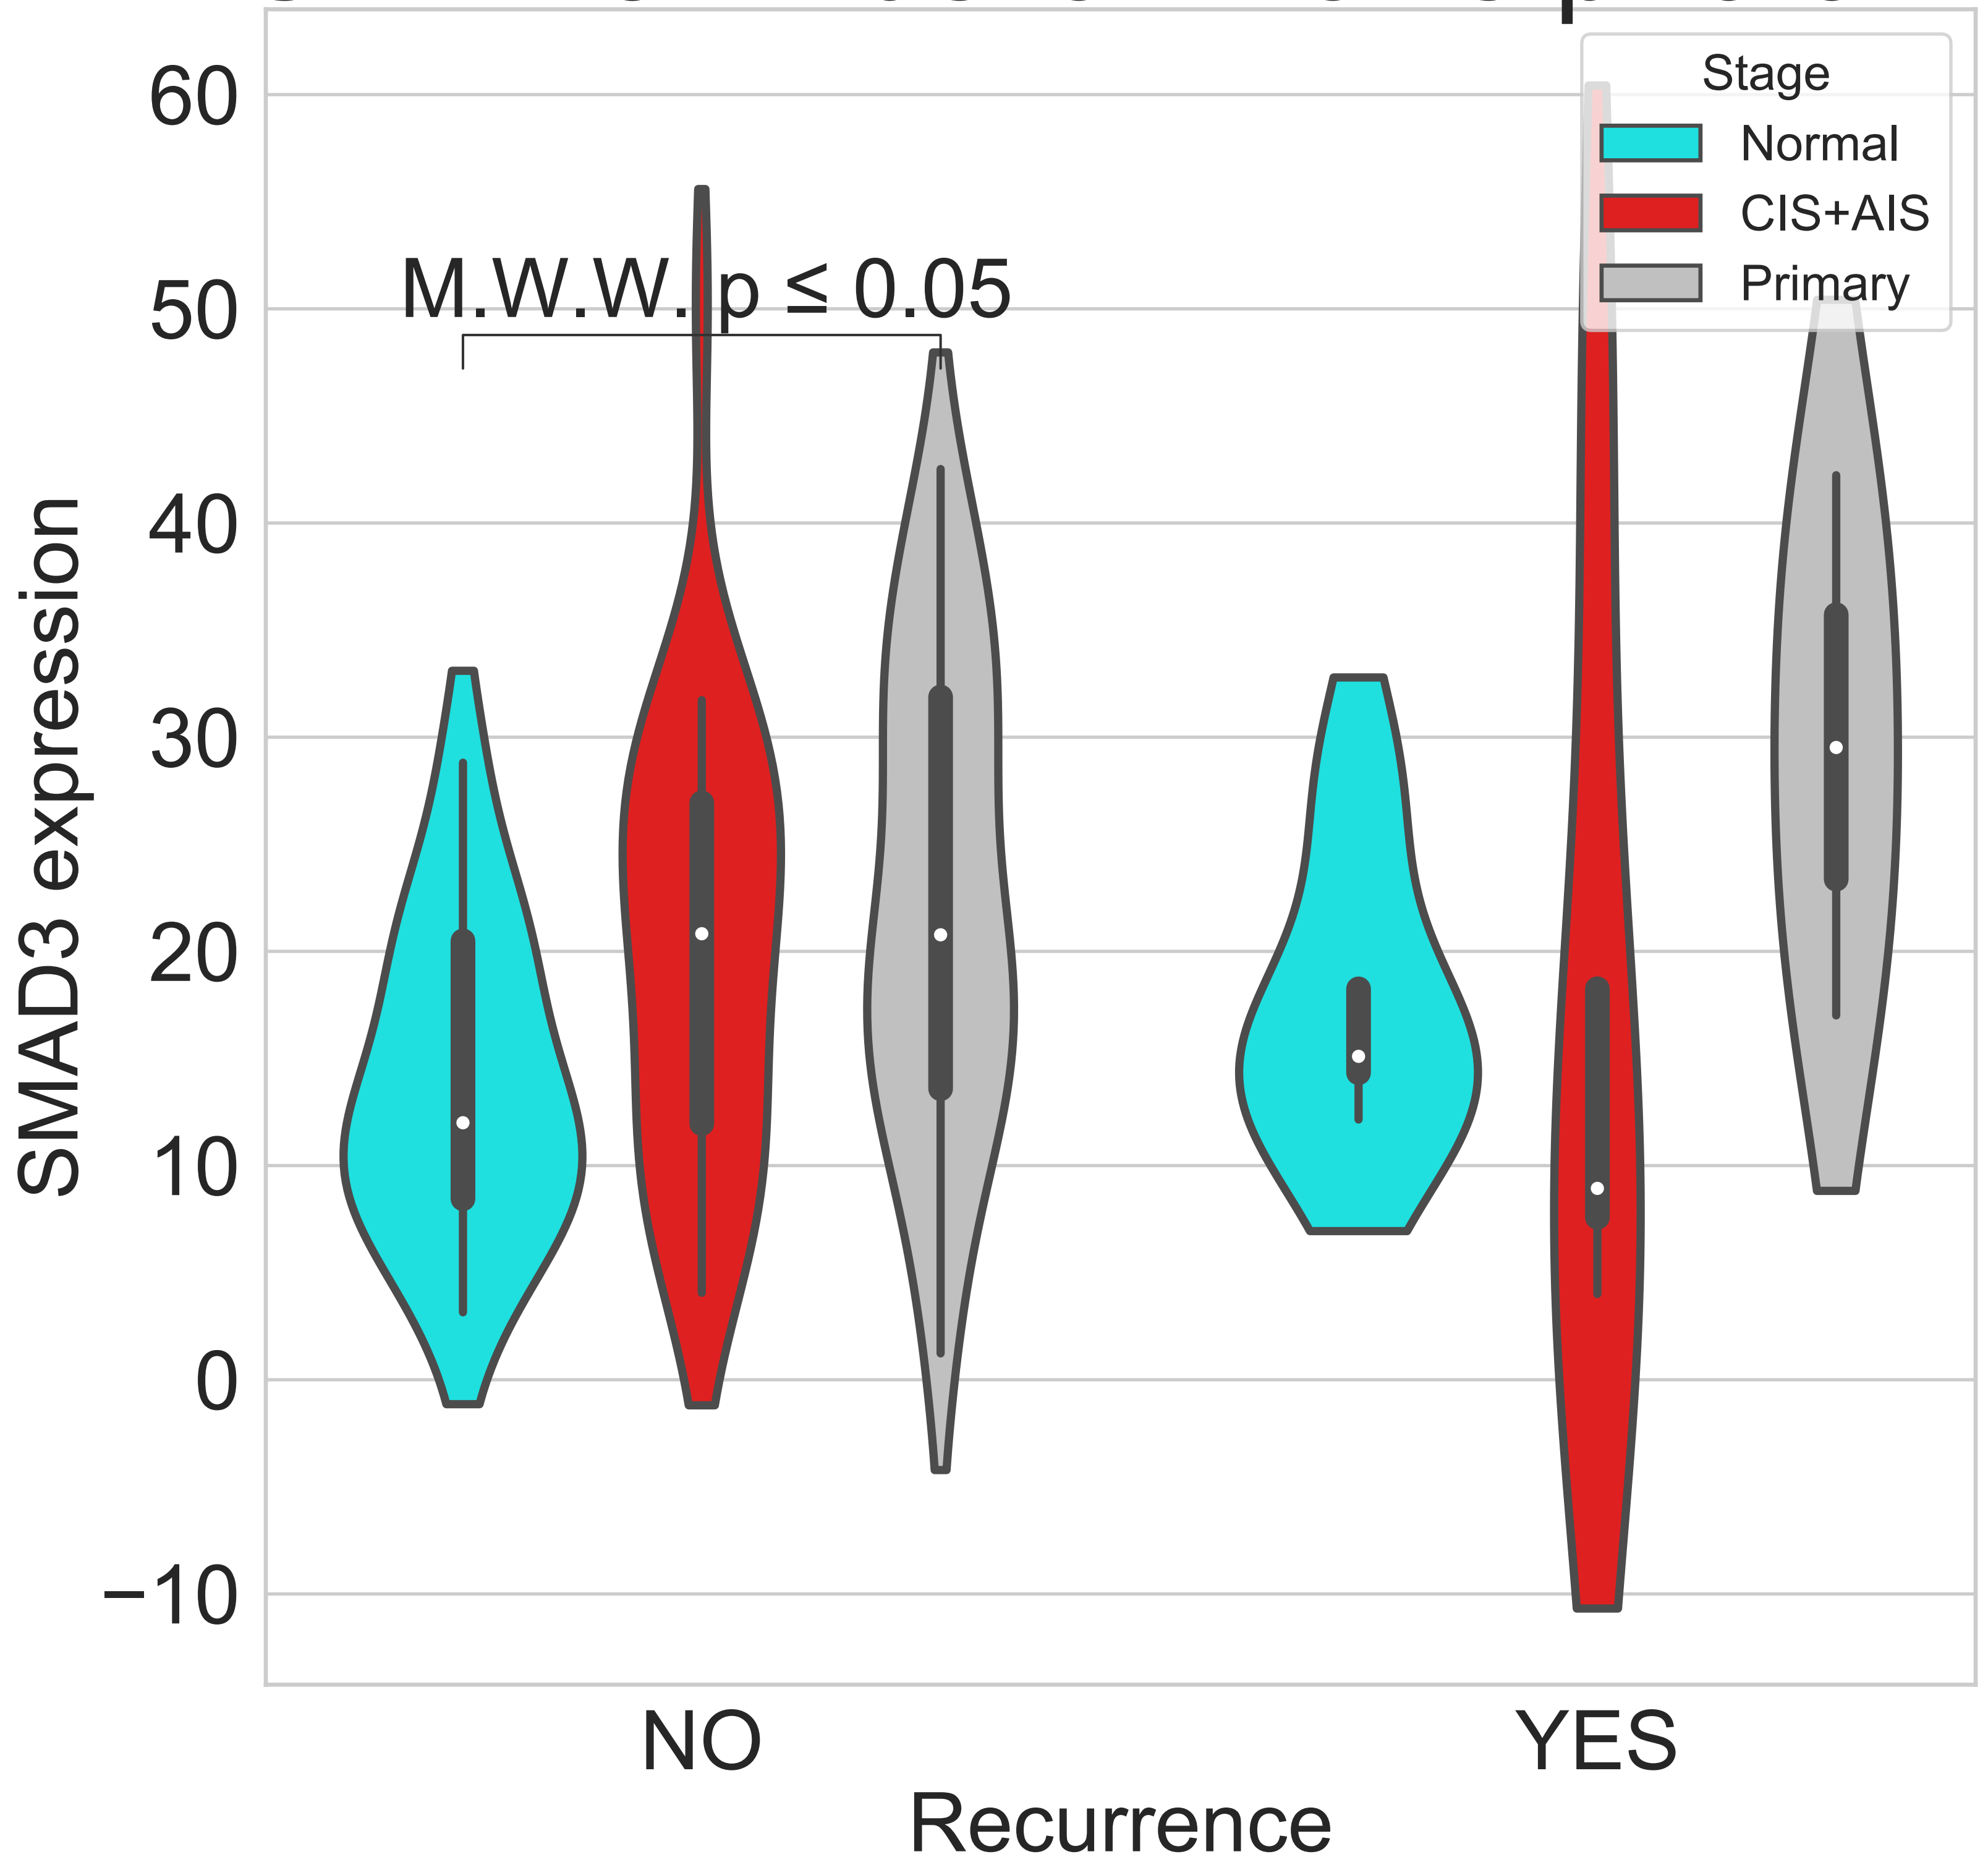 Stage
Normal
CIS+AIS
Primary
M.W.W. p ≤ 0.05
60
50
40
30
20
10
0
−10
SMAD3 expression
NO
YES
Recurrence